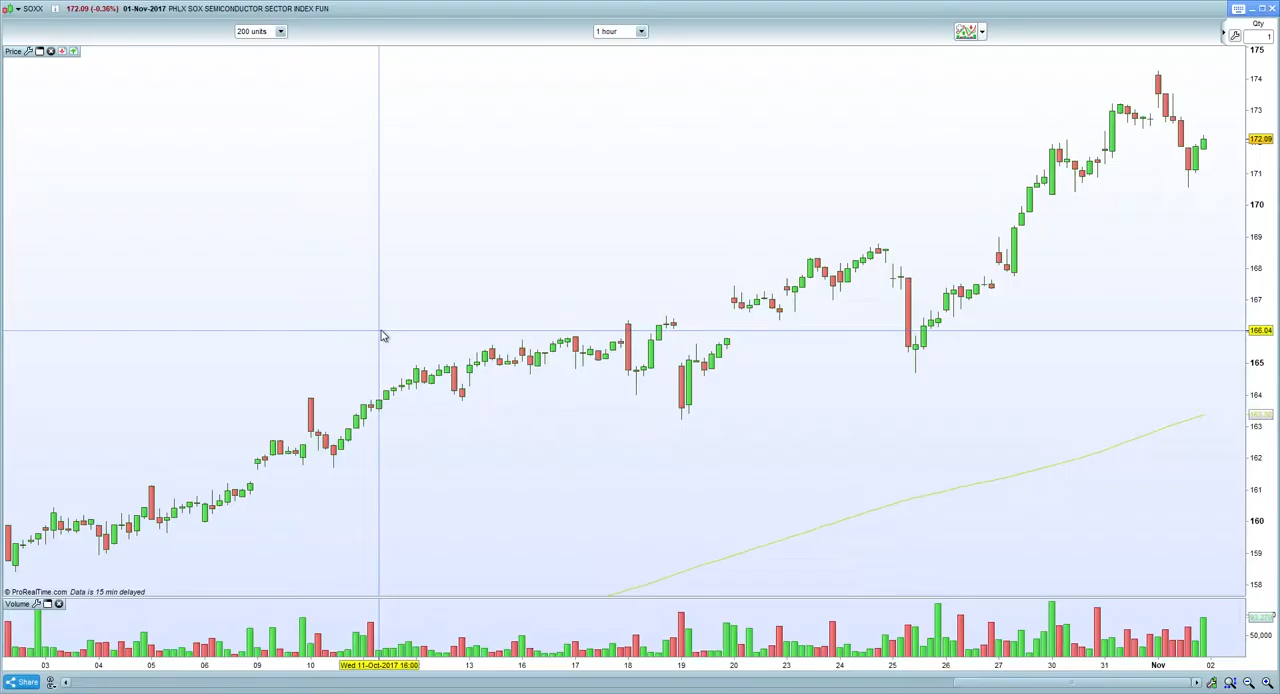 SOXX 172.09 (-0.36%) 01-Nov-2017 PHLX SOX SEMICONDUCTOR SECTOR INDEX FUN
200 units
1 hour
Qty
1
Price
175
174
173
172.09
171
170
169
168
167
166.04
165
164
163
162
161
160
159
158
© ProRealTime.com Data is 15 min delayed
Volume
50,000
03 04 05 06 09 10 Wed 11-Oct-2017 16:00 13 16 17 18 19 20 23 24 25 26 27 30 31 Nov 02
Share